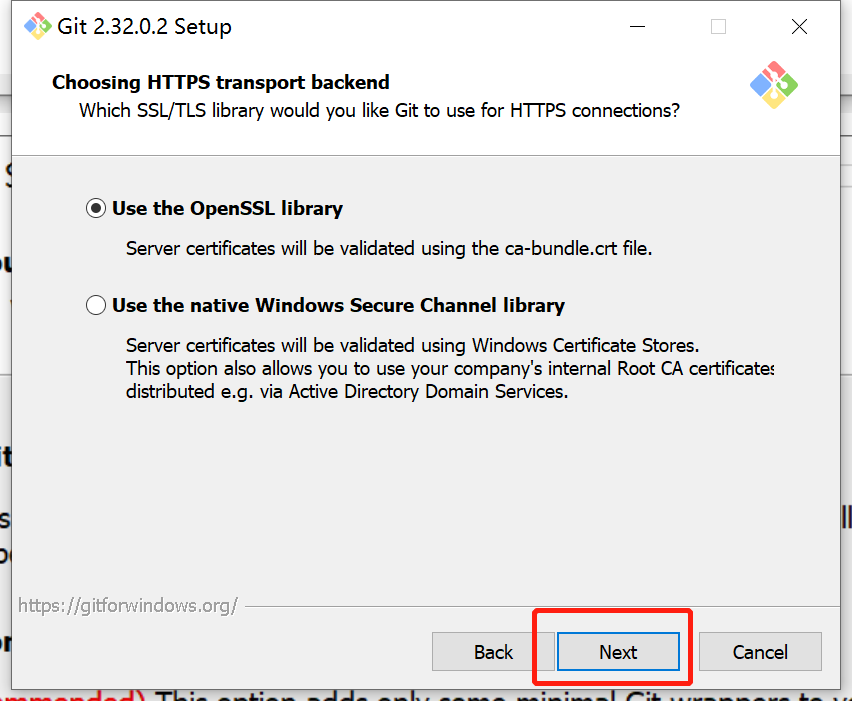 Git 2.32.0.2 Setup
Choosing HTTPS transport backend
Which SSL/TLS library would you like Git to use for HTTPS connections?
Use the OpenSSL library
Server certificates will be validated using the ca-bundle.crt file.
Use the native Windows Secure Channel library
Server certificates will be validated using Windows Certificate Stores.
This option also allows you to use your company's internal Root CA certificates
distributed e.g. via Active Directory Domain Services.
https://gitforwindows.org/
Back
Next
Cancel
This option adds only some minimal Git wrappers to